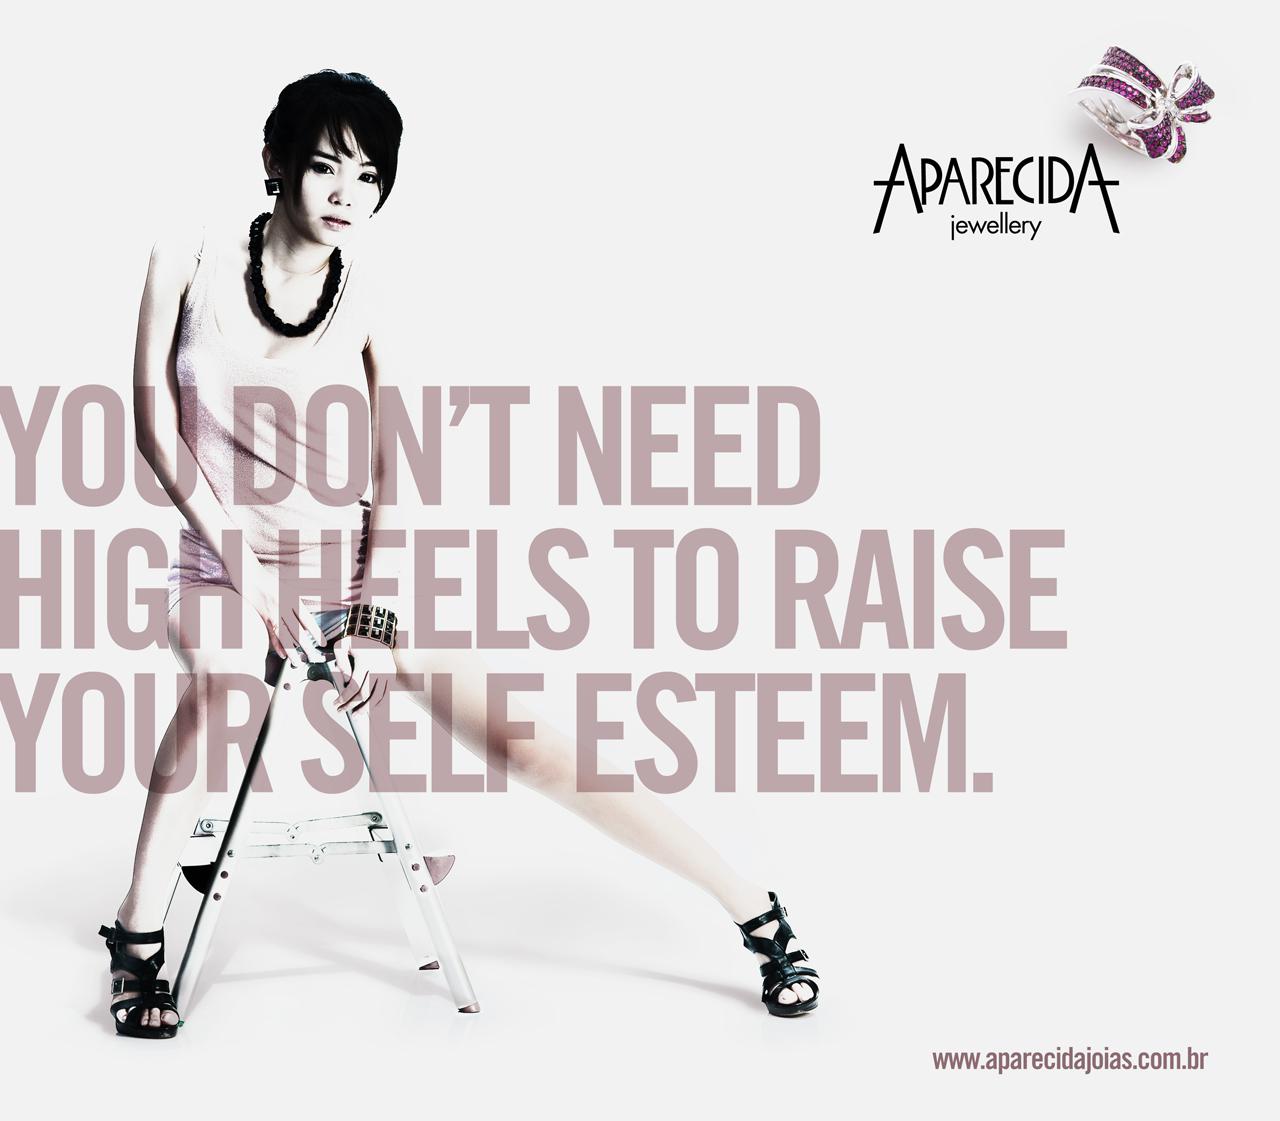 APARECIDA
jewellery
YOU DON'T NEED
HIGH HEELS TO RAISE
YOUR SELF ESTEEM.
www.aparecidajoias.com.br